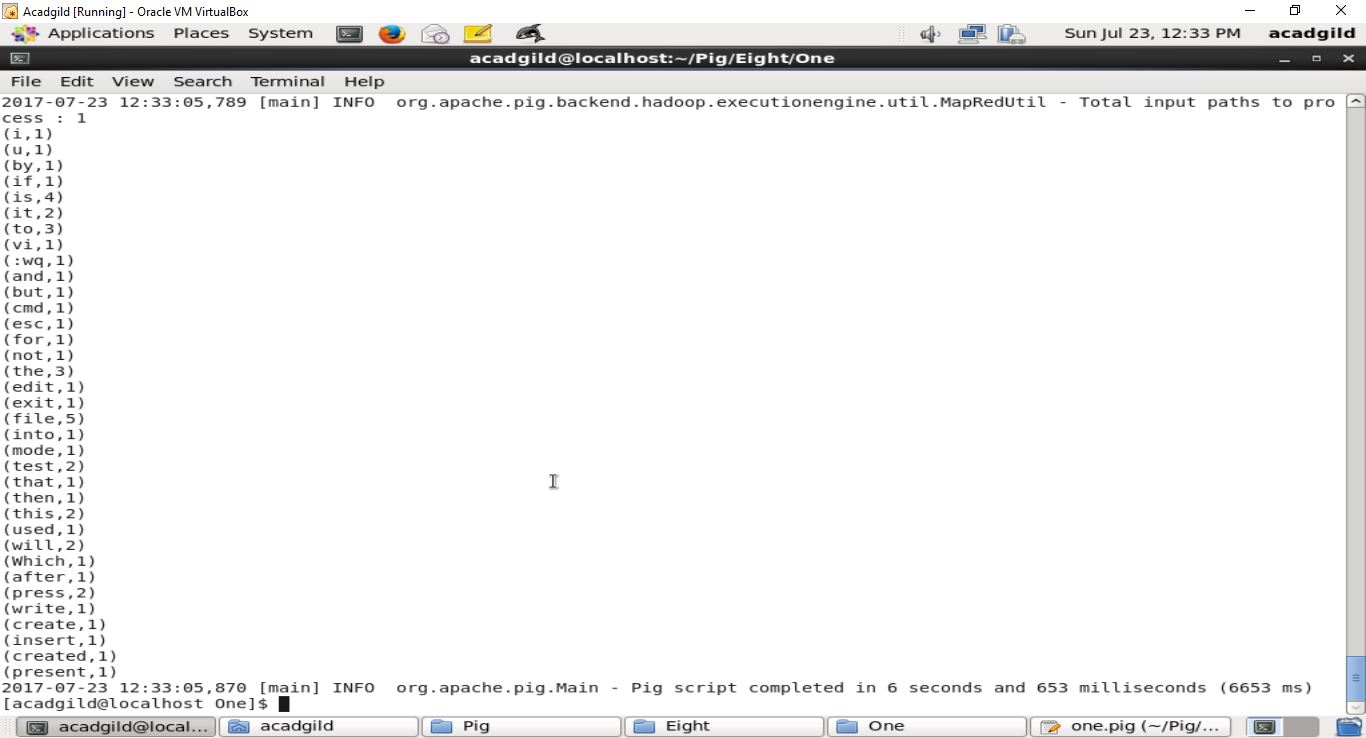 Acadgild [Running] - Oracle VM VirtualBox
Applications Places System Sun Jul 23, 12:33 PM acadgild
acadgild@localhost:~/Pig/Eight/One
File Edit View Search Terminal Help
2017-07-23 12:33:05,789 [main] INFO  org.apache.pig.backend.hadoop.executionengine.util.MapRedUtil - Total input paths to pro
cess : 1
(i,1)
(u,1)
(by,1)
(if,1)
(is,4)
(it,2)
(to,3)
(vi,1)
(:wq,1)
(and,1)
(but,1)
(cmd,1)
(esc,1)
(for,1)
(not,1)
(the,3)
(edit,1)
(exit,1)
(file,5)
(into,1)
(mode,1)
(test,2)
(that,1)
(then,1)
(this,2)
(used,1)
(will,2)
(Which,1)
(after,1)
(press,2)
(write,1)
(create,1)
(insert,1)
(created,1)
(present,1)
2017-07-23 12:33:05,870 [main] INFO  org.apache.pig.Main - Pig script completed in 6 seconds and 653 milliseconds (6653 ms)
[acadgild@localhost One]$
acadgild@local... acadgild Pig Eight One one.pig (~/Pig/...